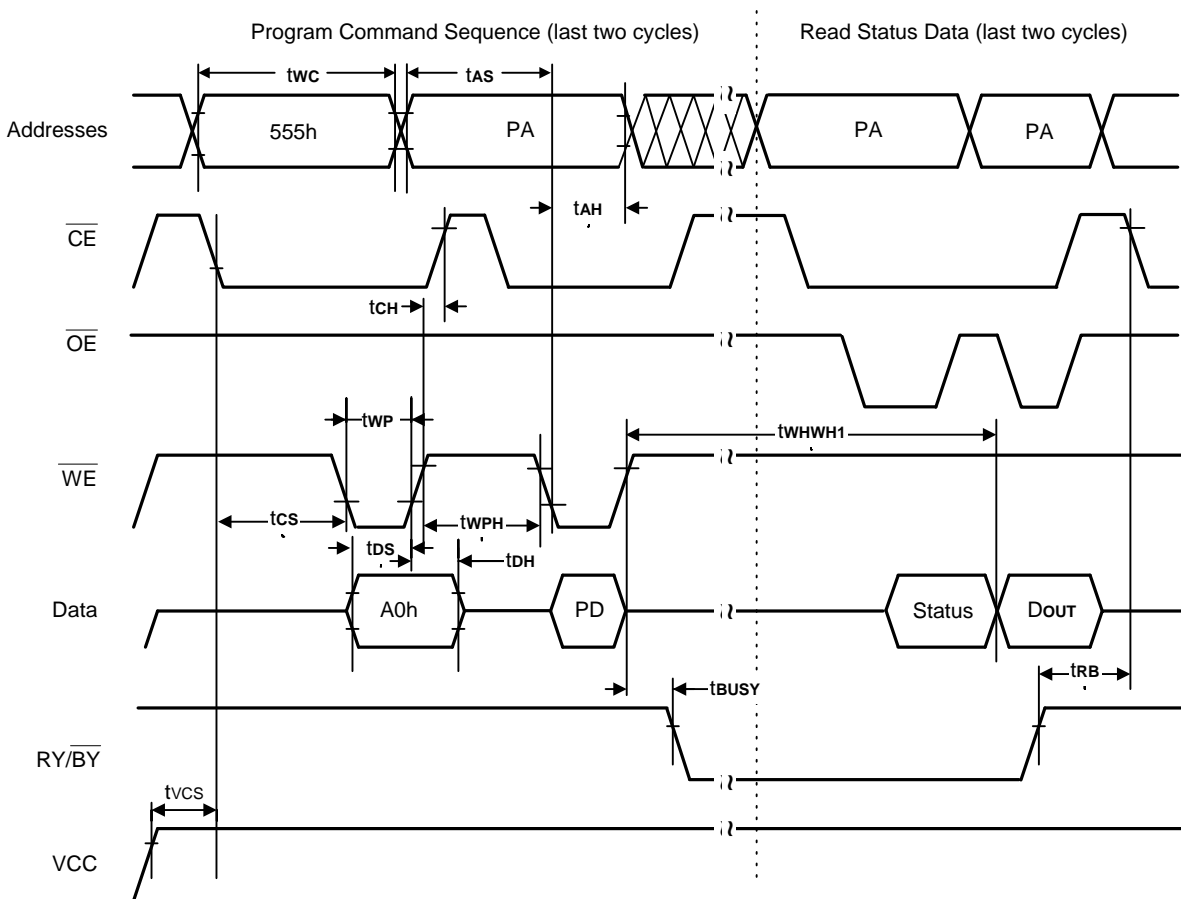 Program Command Sequence (last two cycles)
Read Status Data (last two cycles)
tWC
tAS
Addresses
555h
PA
PA
PA
tAH
CE
tCH
OE
tWP
tWHWH1
WE
tCS
tWPH
tDS
tDH
Data
A0h
PD
Status
DOUT
tBUSY
tRB
RY/BY
tVCS
VCC